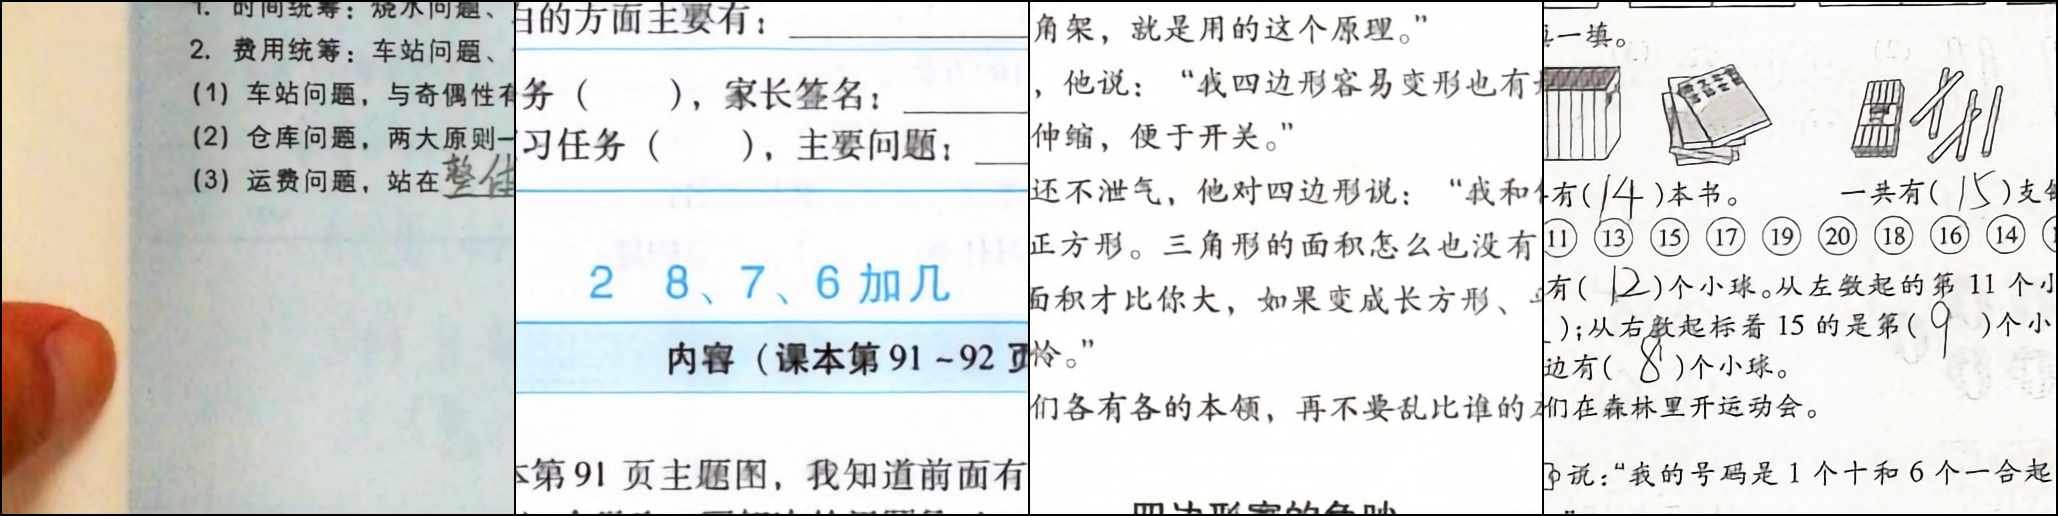 1. 时间统筹：烧水问题、
2. 费用统筹：车站问题、
(1) 车站问题，与奇偶性有
(2) 仓库问题，两大原则
(3) 运费问题，站在整体
白的方面主要有：
务（　　），家长签名：
习任务（　　），主要问题：
2　8、7、6 加几
内容（课本第 91～92 页
本第 91 页主题图，我知道前面有
角架，就是用的这个原理。”
，他说：“我四边形容易变形也有
伸缩，便于开关。”
还不泄气，他对四边形说：“我和
正方形。三角形的面积怎么也没有
面积才比你大，如果变成长方形、
怜。”
们各有各的本领，再不要乱比谁的
四边形窗的争吵
填一填。
有( 14 )本书。　一共有( 15 )支
11 13 15 17 19 20 18 16 14
有( 12 )个小球。从左数起的第 11 个小
);从右数起标着 15 的是第( 9 )个小
边有( 8 )个小球。
们在森林里开运动会。
说：“我的号码是 1 个十和 6 个一合起